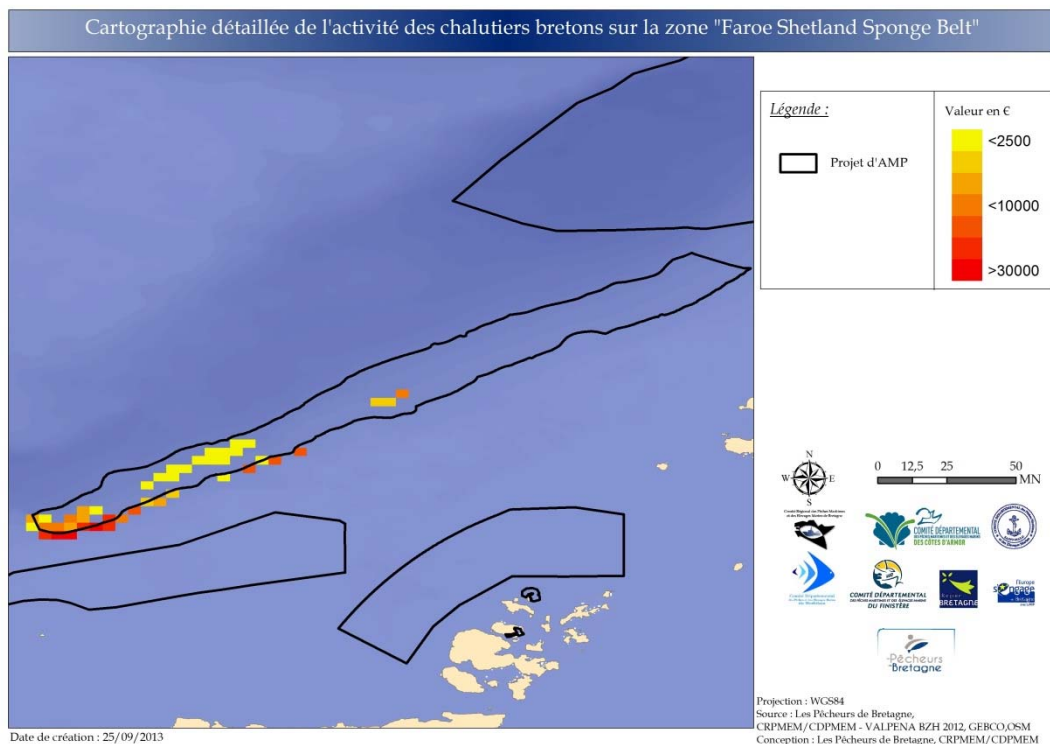 Cartographie détaillée de l'activité des chalutiers bretons sur la zone "Faroe Shetland Sponge Belt"
Légende :
Projet d'AMP
Valeur en €
<2500
<10000
>30000
N
W
E
S
0 12,5 25 50
MN
COMITÉ DÉPARTEMENTAL
DES CÔTES D'ARMOR
COMITÉ DÉPARTEMENTAL
DU FINISTÈRE
BRETAGNE
l'Europe
s'engage
Pêcheurs
de Bretagne
Projection : WGS84
Source : Les Pêcheurs de Bretagne,
CRPMEM/CDPMEM - VALPENA BZH 2012, GEBCO,OSM
Conception : Les Pêcheurs de Bretagne, CRPMEM/CDPMEM
Date de création : 25/09/2013